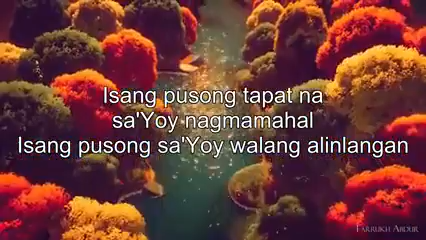 Isang pusong tapat na
sa'Yoy nagmamahal
Isang pusong sa'Yoy walang alinlangan
FARRUKH ABDUR